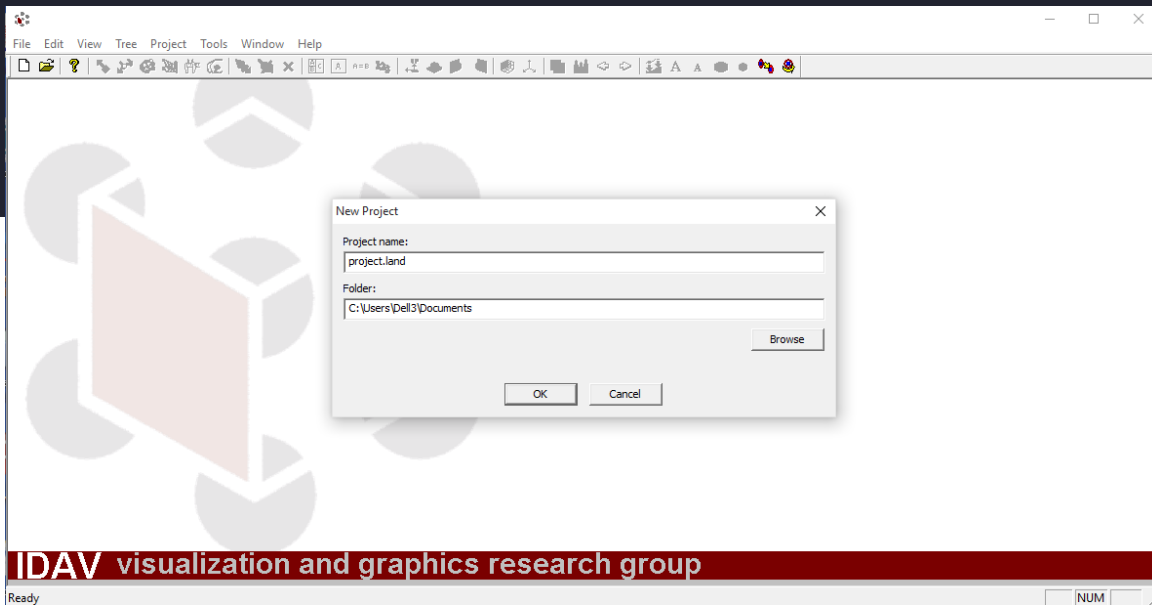 File Edit View Tree Project Tools Window Help
New Project
Project name:
project.land
Folder:
C:\Users\Dell3\Documents
Browse
OK Cancel
IDAV visualization and graphics research group
Ready NUM